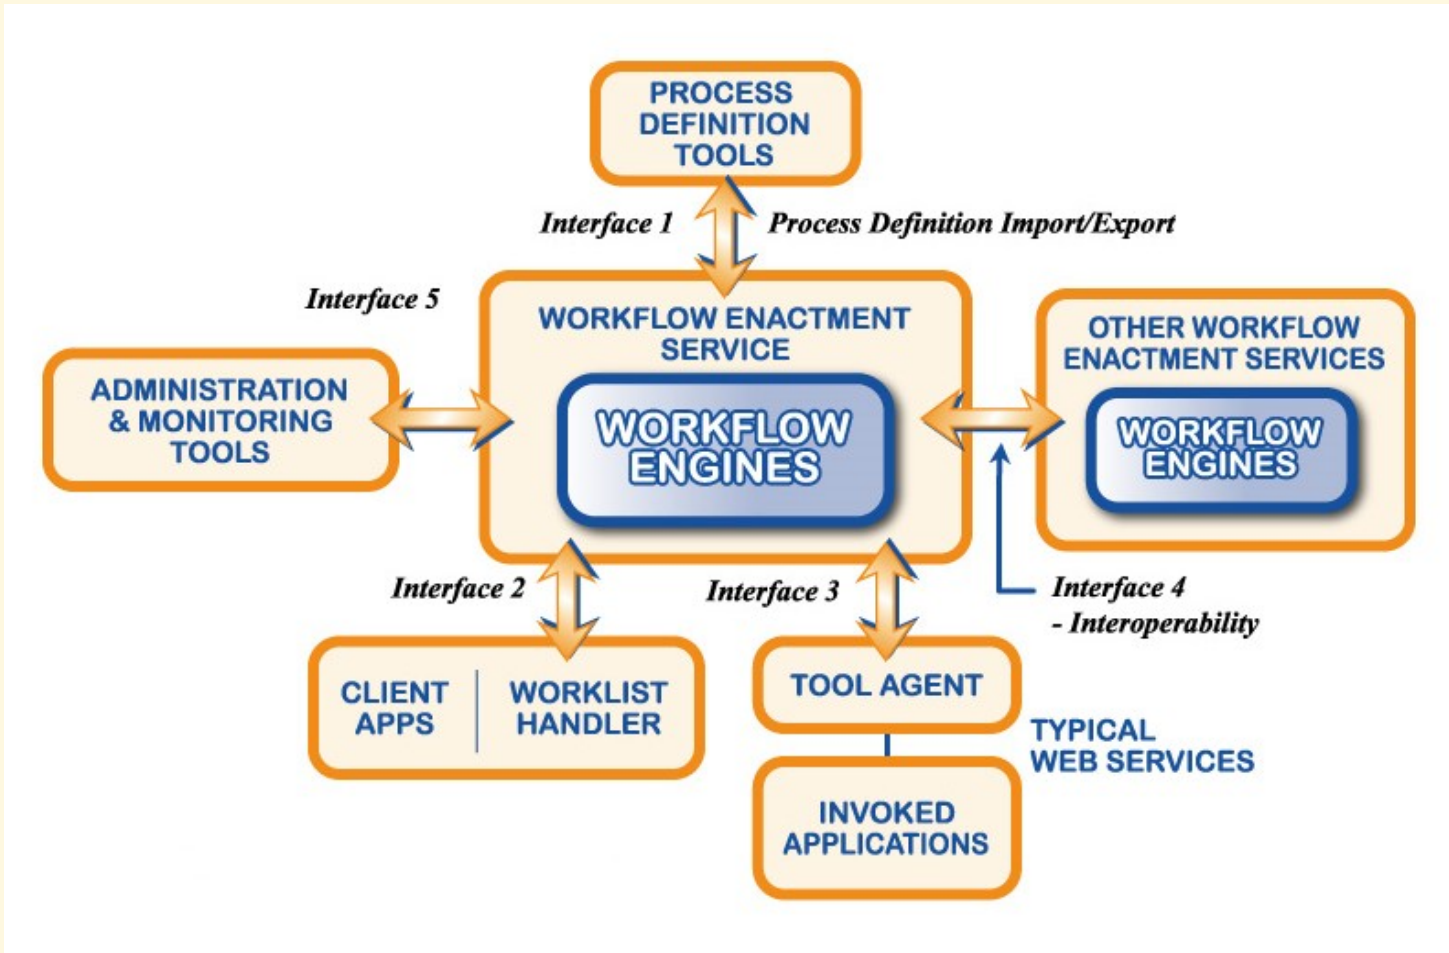 PROCESS
DEFINITION
TOOLS
Interface 1
Process Definition Import/Export
Interface 5
WORKFLOW ENACTMENT
SERVICE
WORKFLOW
ENGINES
OTHER WORKFLOW
ENACTMENT SERVICES
WORKFLOW
ENGINES
ADMINISTRATION
& MONITORING
TOOLS
Interface 2
Interface 3
Interface 4
- Interoperability
CLIENT
APPS
WORKLIST
HANDLER
TOOL AGENT
TYPICAL
WEB SERVICES
INVOKED
APPLICATIONS